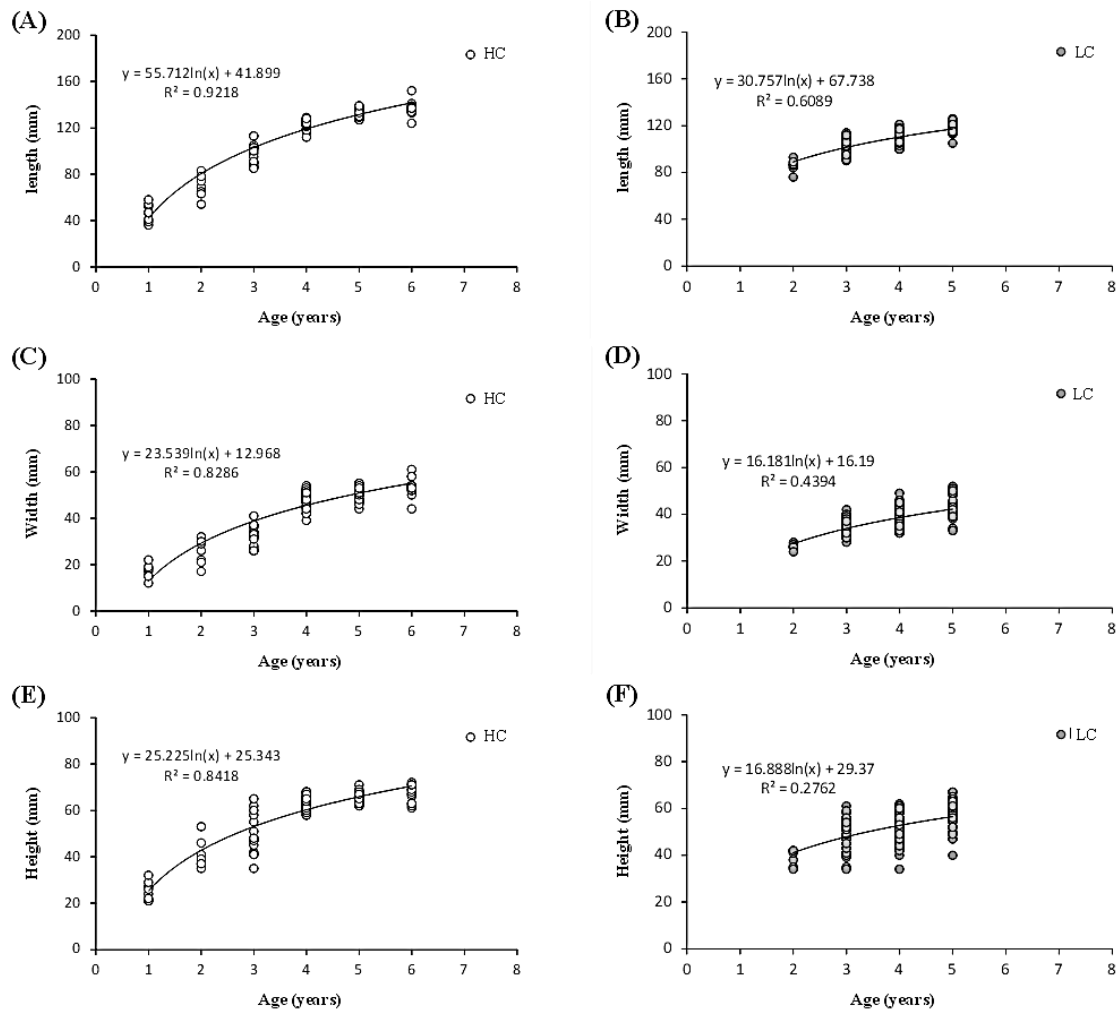 (A)
200
160
120
80
40
0
length (mm)
y = 55.712ln(x) + 41.899
R² = 0.9218
HC
0 1 2 3 4 5 6 7 8
Age (years)
(B)
200
160
120
80
40
0
length (mm)
y = 30.757ln(x) + 67.738
R² = 0.6089
LC
0 1 2 3 4 5 6 7 8
Age (years)
(C)
100
80
60
40
20
0
Width (mm)
y = 23.539ln(x) + 12.968
R² = 0.8286
HC
0 1 2 3 4 5 6 7 8
Age (years)
(D)
100
80
60
40
20
0
Width (mm)
y = 16.181ln(x) + 16.19
R² = 0.4394
LC
0 1 2 3 4 5 6 7 8
Age (years)
(E)
100
80
60
40
20
0
Height (mm)
y = 25.225ln(x) + 25.343
R² = 0.8418
HC
0 1 2 3 4 5 6 7 8
Age (years)
(F)
100
80
60
40
20
0
Height (mm)
y = 16.888ln(x) + 29.37
R² = 0.2762
LC
0 1 2 3 4 5 6 7 8
Age (years)